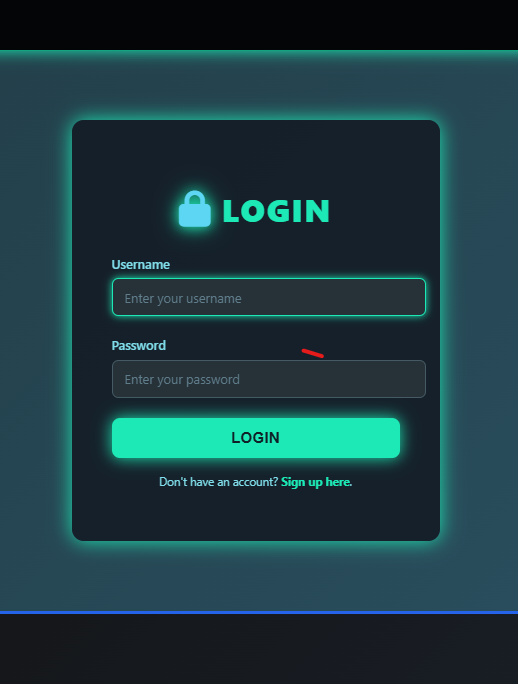 LOGIN
Username
Enter your username
Password
Enter your password
LOGIN
Don't have an account? Sign up here.